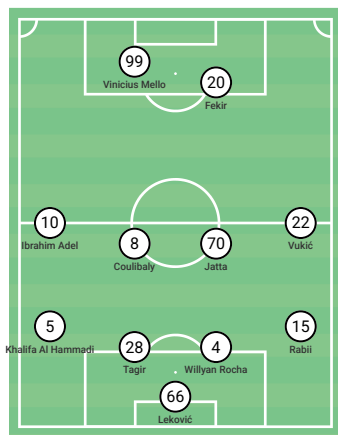 99
Vinicius Mello
20
Fekir
10
Ibrahim Adel
8
Coulibaly
70
Jatta
22
Vukić
5
Khalifa Al Hammadi
28
Tagir
4
Willyan Rocha
15
Rabii
66
Leković